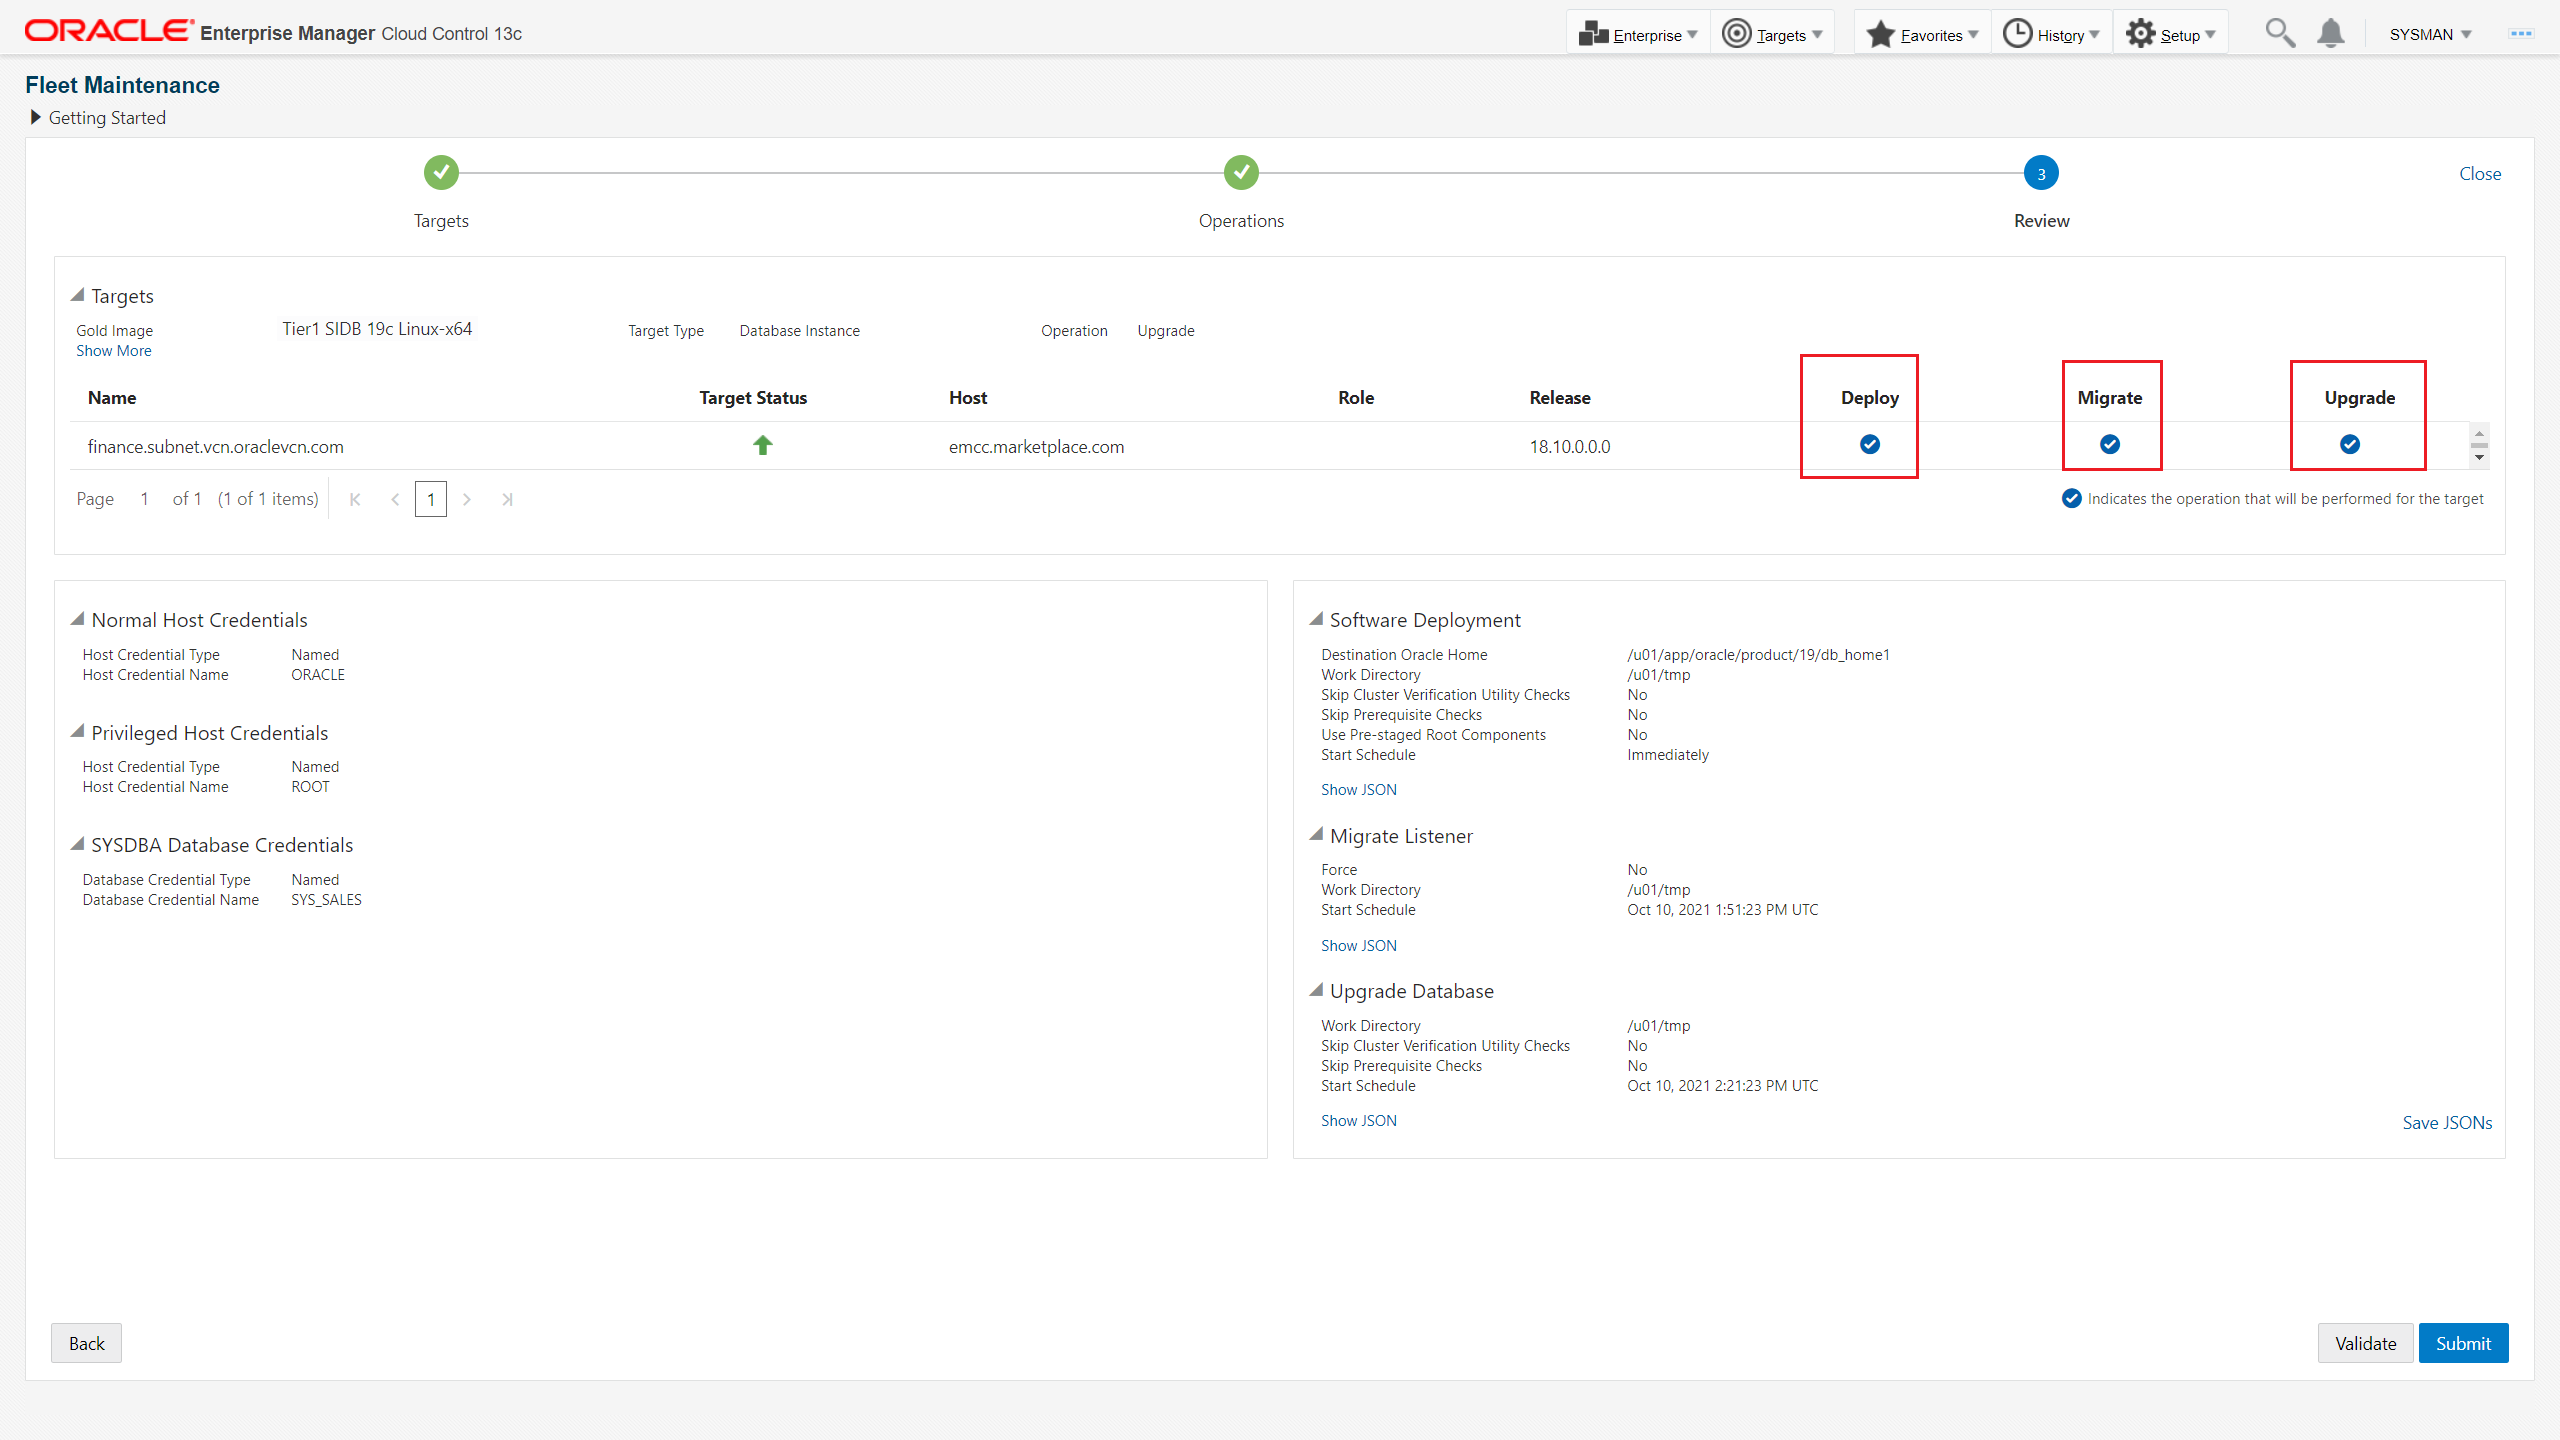 ORACLE Enterprise Manager Cloud Control 13c
Enterprise
Targets
Favorites
History
Setup
SYSMAN
Fleet Maintenance
Getting Started
3
Close
Targets
Operations
Review
Targets
Gold Image Tier1 SIDB 19c Linux-x64 Target Type Database Instance Operation Upgrade
Show More
Name Target Status Host Role Release Deploy Migrate Upgrade
finance.subnet.vcn.oraclevcn.com emcc.marketplace.com 18.10.0.0.0
Page 1 of 1 (1 of 1 items) 1
Indicates the operation that will be performed for the target
Normal Host Credentials
Host Credential Type Named
Host Credential Name ORACLE
Privileged Host Credentials
Host Credential Type Named
Host Credential Name ROOT
SYSDBA Database Credentials
Database Credential Type Named
Database Credential Name SYS_SALES
Software Deployment
Destination Oracle Home /u01/app/oracle/product/19/db_home1
Work Directory /u01/tmp
Skip Cluster Verification Utility Checks No
Skip Prerequisite Checks No
Use Pre-staged Root Components No
Start Schedule Immediately
Show JSON
Migrate Listener
Force No
Work Directory /u01/tmp
Start Schedule Oct 10, 2021 1:51:23 PM UTC
Show JSON
Upgrade Database
Work Directory /u01/tmp
Skip Cluster Verification Utility Checks No
Skip Prerequisite Checks No
Start Schedule Oct 10, 2021 2:21:23 PM UTC
Show JSON
Save JSONs
Back
Validate
Submit